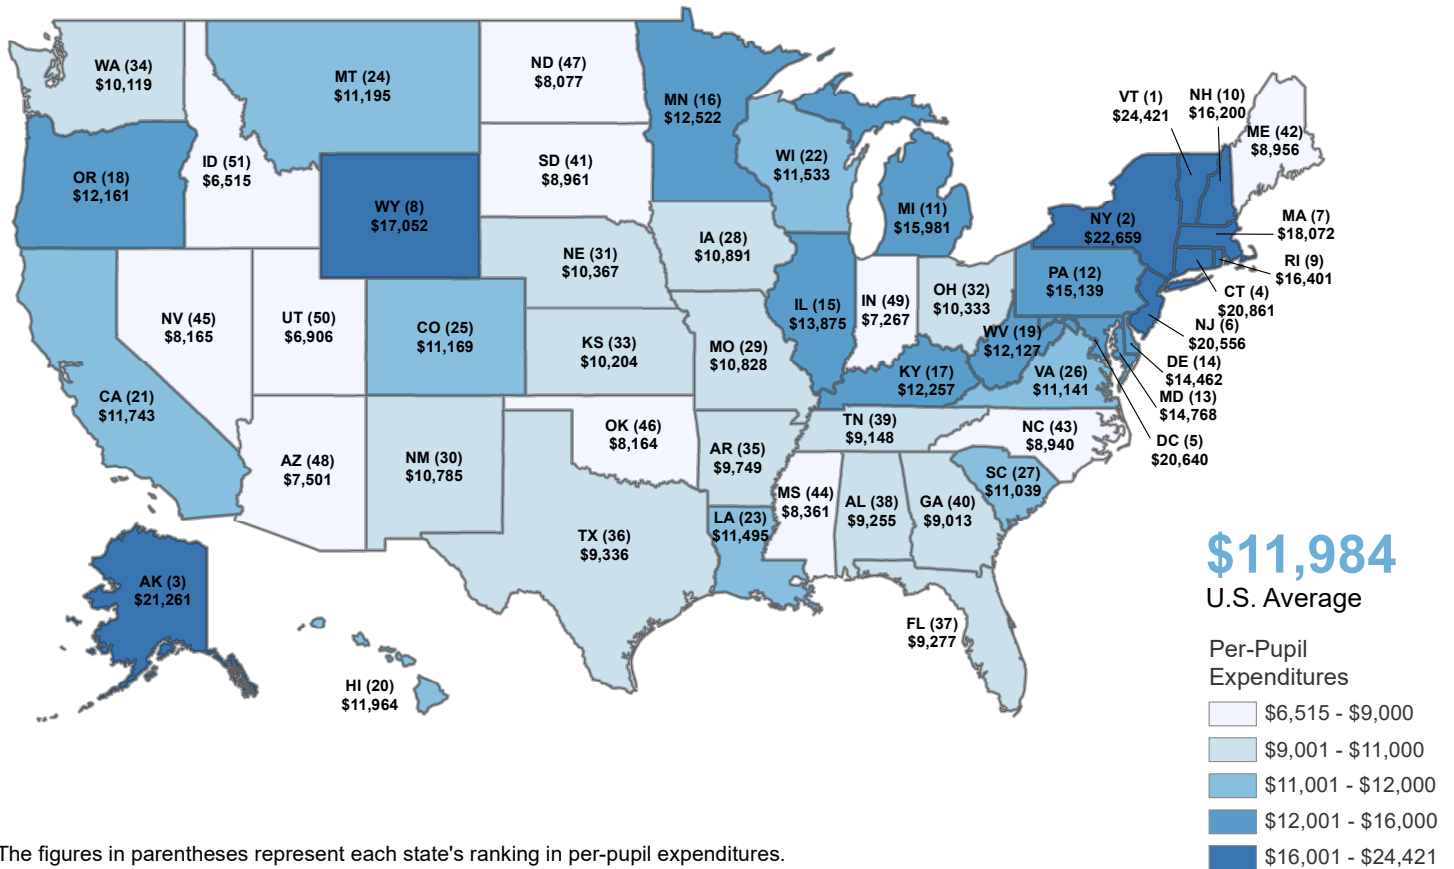 WA (34)
$10,119
MT (24)
$11,195
ND (47)
$8,077
MN (16)
$12,522
VT (1)
$24,421
NH (10)
$16,200
ME (42)
$8,956
OR (18)
$12,161
ID (51)
$6,515
SD (41)
$8,961
WI (22)
$11,533
WY (8)
$17,052
MI (11)
$15,981
NY (2)
$22,659
MA (7)
$18,072
NE (31)
$10,367
IA (28)
$10,891
PA (12)
$15,139
RI (9)
$16,401
NV (45)
$8,165
UT (50)
$6,906
CO (25)
$11,169
IL (15)
$13,875
IN (49)
$7,267
OH (32)
$10,333
CT (4)
$20,861
KS (33)
$10,204
MO (29)
$10,828
WV (19)
$12,127
NJ (6)
$20,556
CA (21)
$11,743
KY (17)
$12,257
VA (26)
$11,141
DE (14)
$14,462
MD (13)
$14,768
AZ (48)
$7,501
NM (30)
$10,785
OK (46)
$8,164
AR (35)
$9,749
TN (39)
$9,148
NC (43)
$8,940
DC (5)
$20,640
TX (36)
$9,336
LA (23)
$11,495
MS (44)
$8,361
AL (38)
$9,255
GA (40)
$9,013
SC (27)
$11,039
AK (3)
$21,261
HI (20)
$11,964
FL (37)
$9,277
$11,984
U.S. Average
Per-Pupil
Expenditures
$6,515 - $9,000
$9,001 - $11,000
$11,001 - $12,000
$12,001 - $16,000
$16,001 - $24,421
The figures in parentheses represent each state's ranking in per-pupil expenditures.